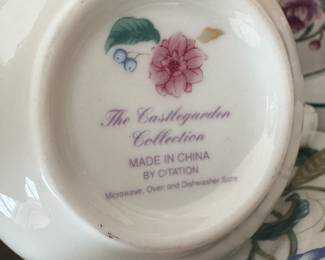 The Castlegarden
Collection
MADE IN CHINA
BY CITATION
Microwave, Oven and Dishwasher Safe